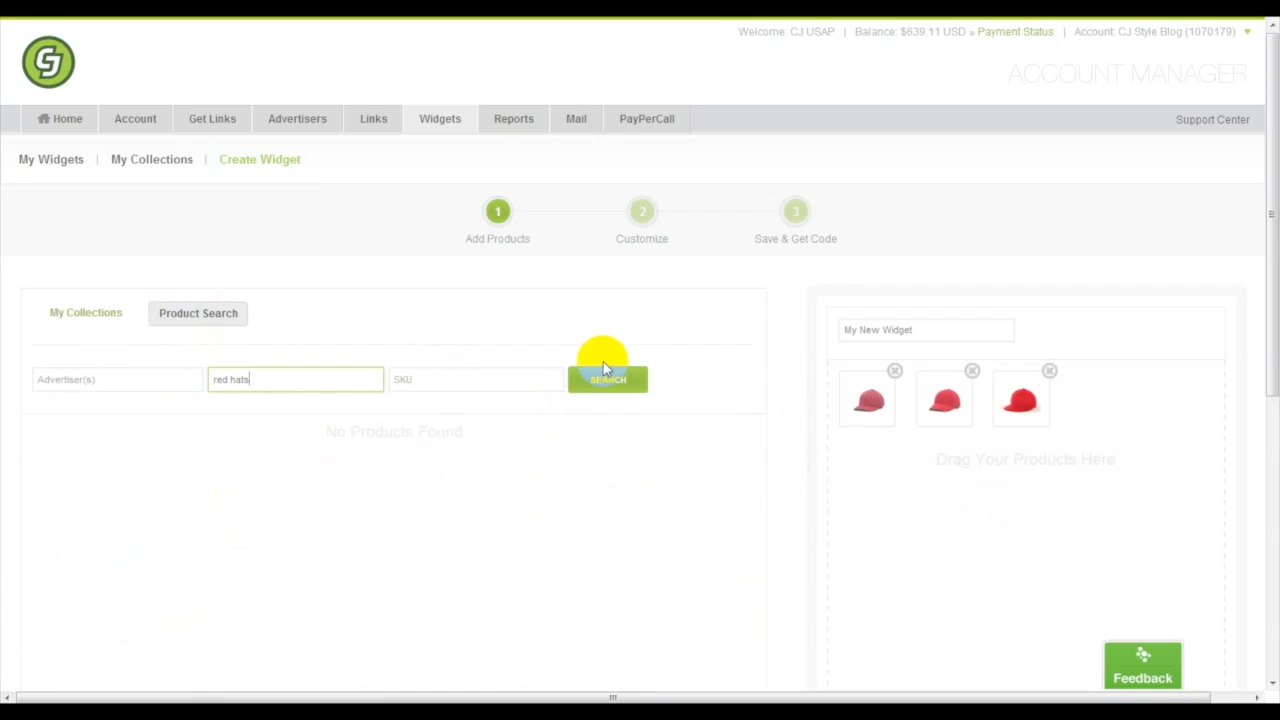 Welcome: CJ USAP | Balance: $639.11 USD » Payment Status | Account: CJ Style Blog (1070179)
CJ
ACCOUNT MANAGER
Home Account Get Links Advertisers Links Widgets Reports Mail PayPerCall Support Center
My Widgets | My Collections | Create Widget
1 2 3
Add Products Customize Save & Get Code
My Collections Product Search
My New Widget
Advertiser(s) red hats SKU SEARCH
No Products Found
Drag Your Products Here
Feedback